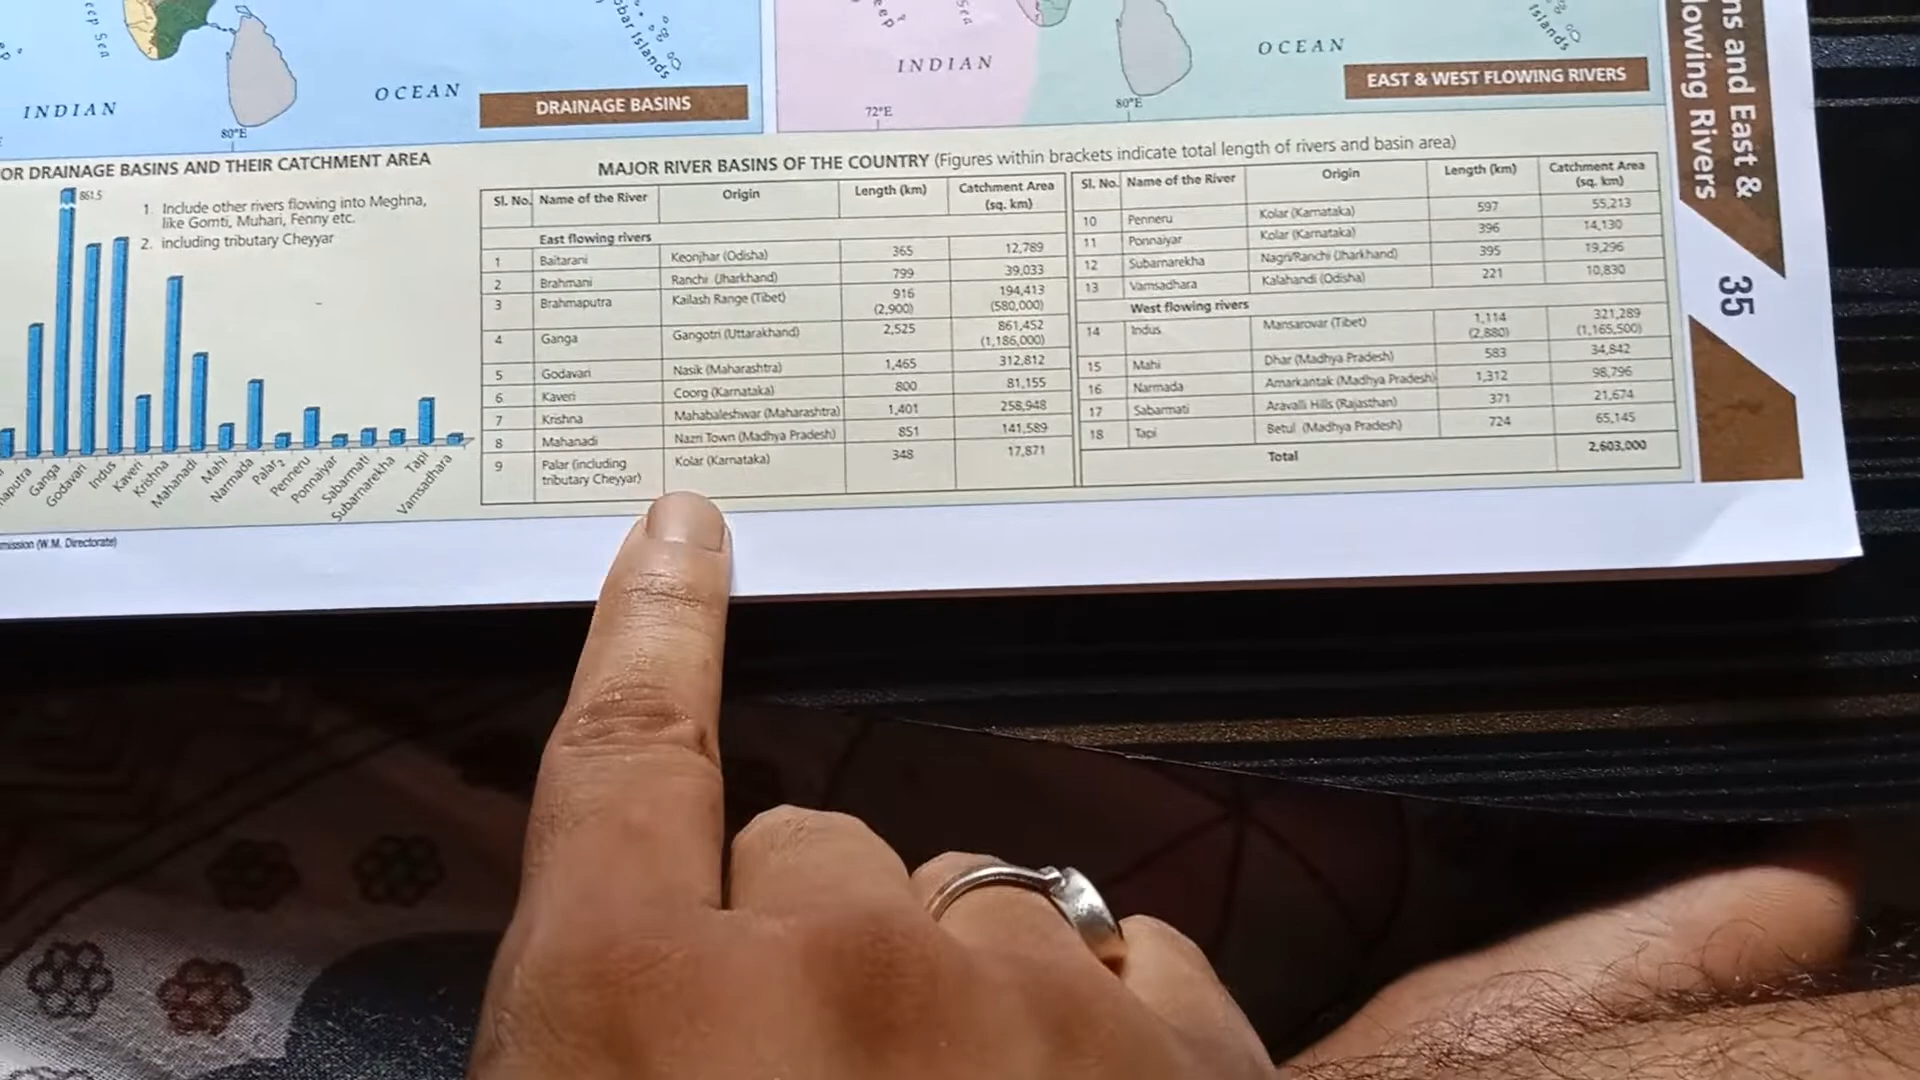 eep Sea
INDIAN
OCEAN
80°E
obar Islands
DRAINAGE BASINS
eep
Sea
INDIAN
OCEAN
Islands
72°E
80°E
EAST & WEST FLOWING RIVERS
ns and East &
lowing Rivers
35
OR DRAINAGE BASINS AND THEIR CATCHMENT AREA
861.5
1. Include other rivers flowing into Meghna,
like Gomti, Muhari, Fenny etc.
2. including tributary Cheyyar
aputra
Ganga
Godavari
Indus
Kaveri
Krishna
Mahanadi
Mahi
Narmada
Palar2
Penneru
Ponnaiyar
Sabarmati
Subarnarekha
Tapi
Vamsadhara
mission (W.M. Directorate)
MAJOR RIVER BASINS OF THE COUNTRY (Figures within brackets indicate total length of rivers and basin area)
Sl. No. Name of the River Origin Length (km) Catchment Area (sq. km)
East flowing rivers
1 Baitarani Keonjhar (Odisha) 365 12,789
2 Brahmani Ranchi (Jharkhand) 799 39,033
3 Brahmaputra Kailash Range (Tibet) 916 194,413
(2,900) (580,000)
4 Ganga Gangotri (Uttarakhand) 2,525 861,452
(1,186,000)
5 Godavari Nasik (Maharashtra) 1,465 312,812
6 Kaveri Coorg (Karnataka) 800 81,155
7 Krishna Mahabaleshwar (Maharashtra) 1,401 258,948
8 Mahanadi Nazri Town (Madhya Pradesh) 851 141,589
9 Palar (including Kolar (Karnataka) 348 17,871
tributary Cheyyar)
Sl. No. Name of the River Origin Length (km) Catchment Area (sq. km)
10 Penneru Kolar (Karnataka) 597 55,213
11 Ponnaiyar Kolar (Karnataka) 396 14,130
12 Subarnarekha Nagri/Ranchi (Jharkhand) 395 19,296
13 Vamsadhara Kalahandi (Odisha) 221 10,830
West flowing rivers
14 Indus Mansarovar (Tibet) 1,114 321,289
(2,880) (1,165,500)
15 Mahi Dhar (Madhya Pradesh) 583 34,842
16 Narmada Amarkantak (Madhya Pradesh) 1,312 98,796
17 Sabarmati Aravalli Hills (Rajasthan) 371 21,674
18 Tapi Betul (Madhya Pradesh) 724 65,145
Total 2,603,000